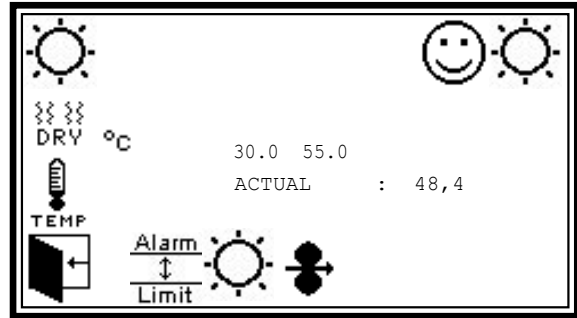 DRY °C
30.0 55.0
ACTUAL : 48,4
TEMP
Alarm
Limit